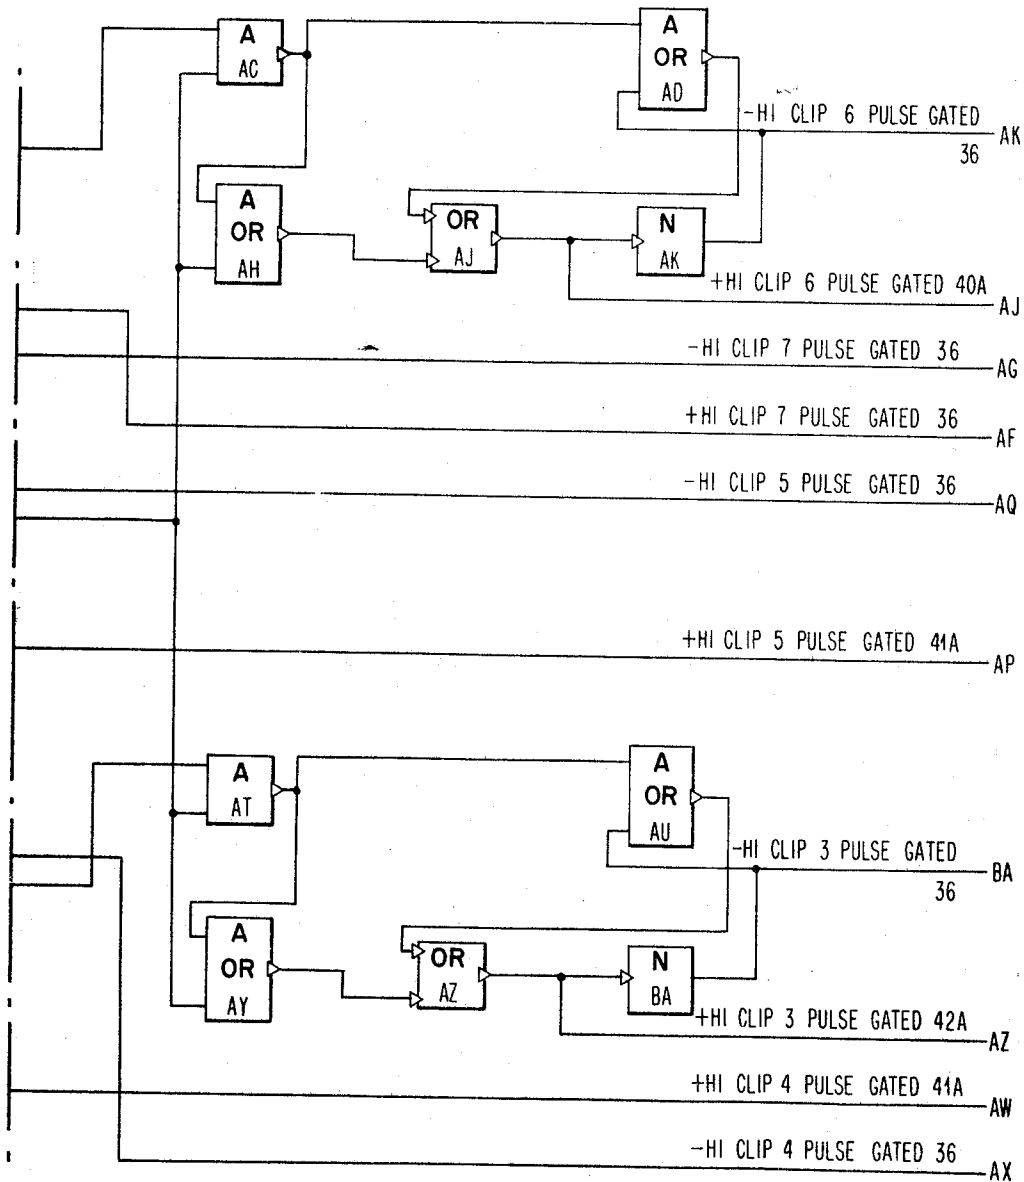 A
AC
A
OR
AD
-HI CLIP 6 PULSE GATED
36
AK
A
OR
AH
OR
AJ
N
AK
+HI CLIP 6 PULSE GATED 40A
AJ
-HI CLIP 7 PULSE GATED 36
AG
+HI CLIP 7 PULSE GATED 36
AF
-HI CLIP 5 PULSE GATED 36
AQ
+HI CLIP 5 PULSE GATED 41A
AP
A
AT
A
OR
AU
-HI CLIP 3 PULSE GATED
36
BA
A
OR
AY
OR
AZ
N
BA
+HI CLIP 3 PULSE GATED 42A
AZ
+HI CLIP 4 PULSE GATED 41A
AW
-HI CLIP 4 PULSE GATED 36
AX